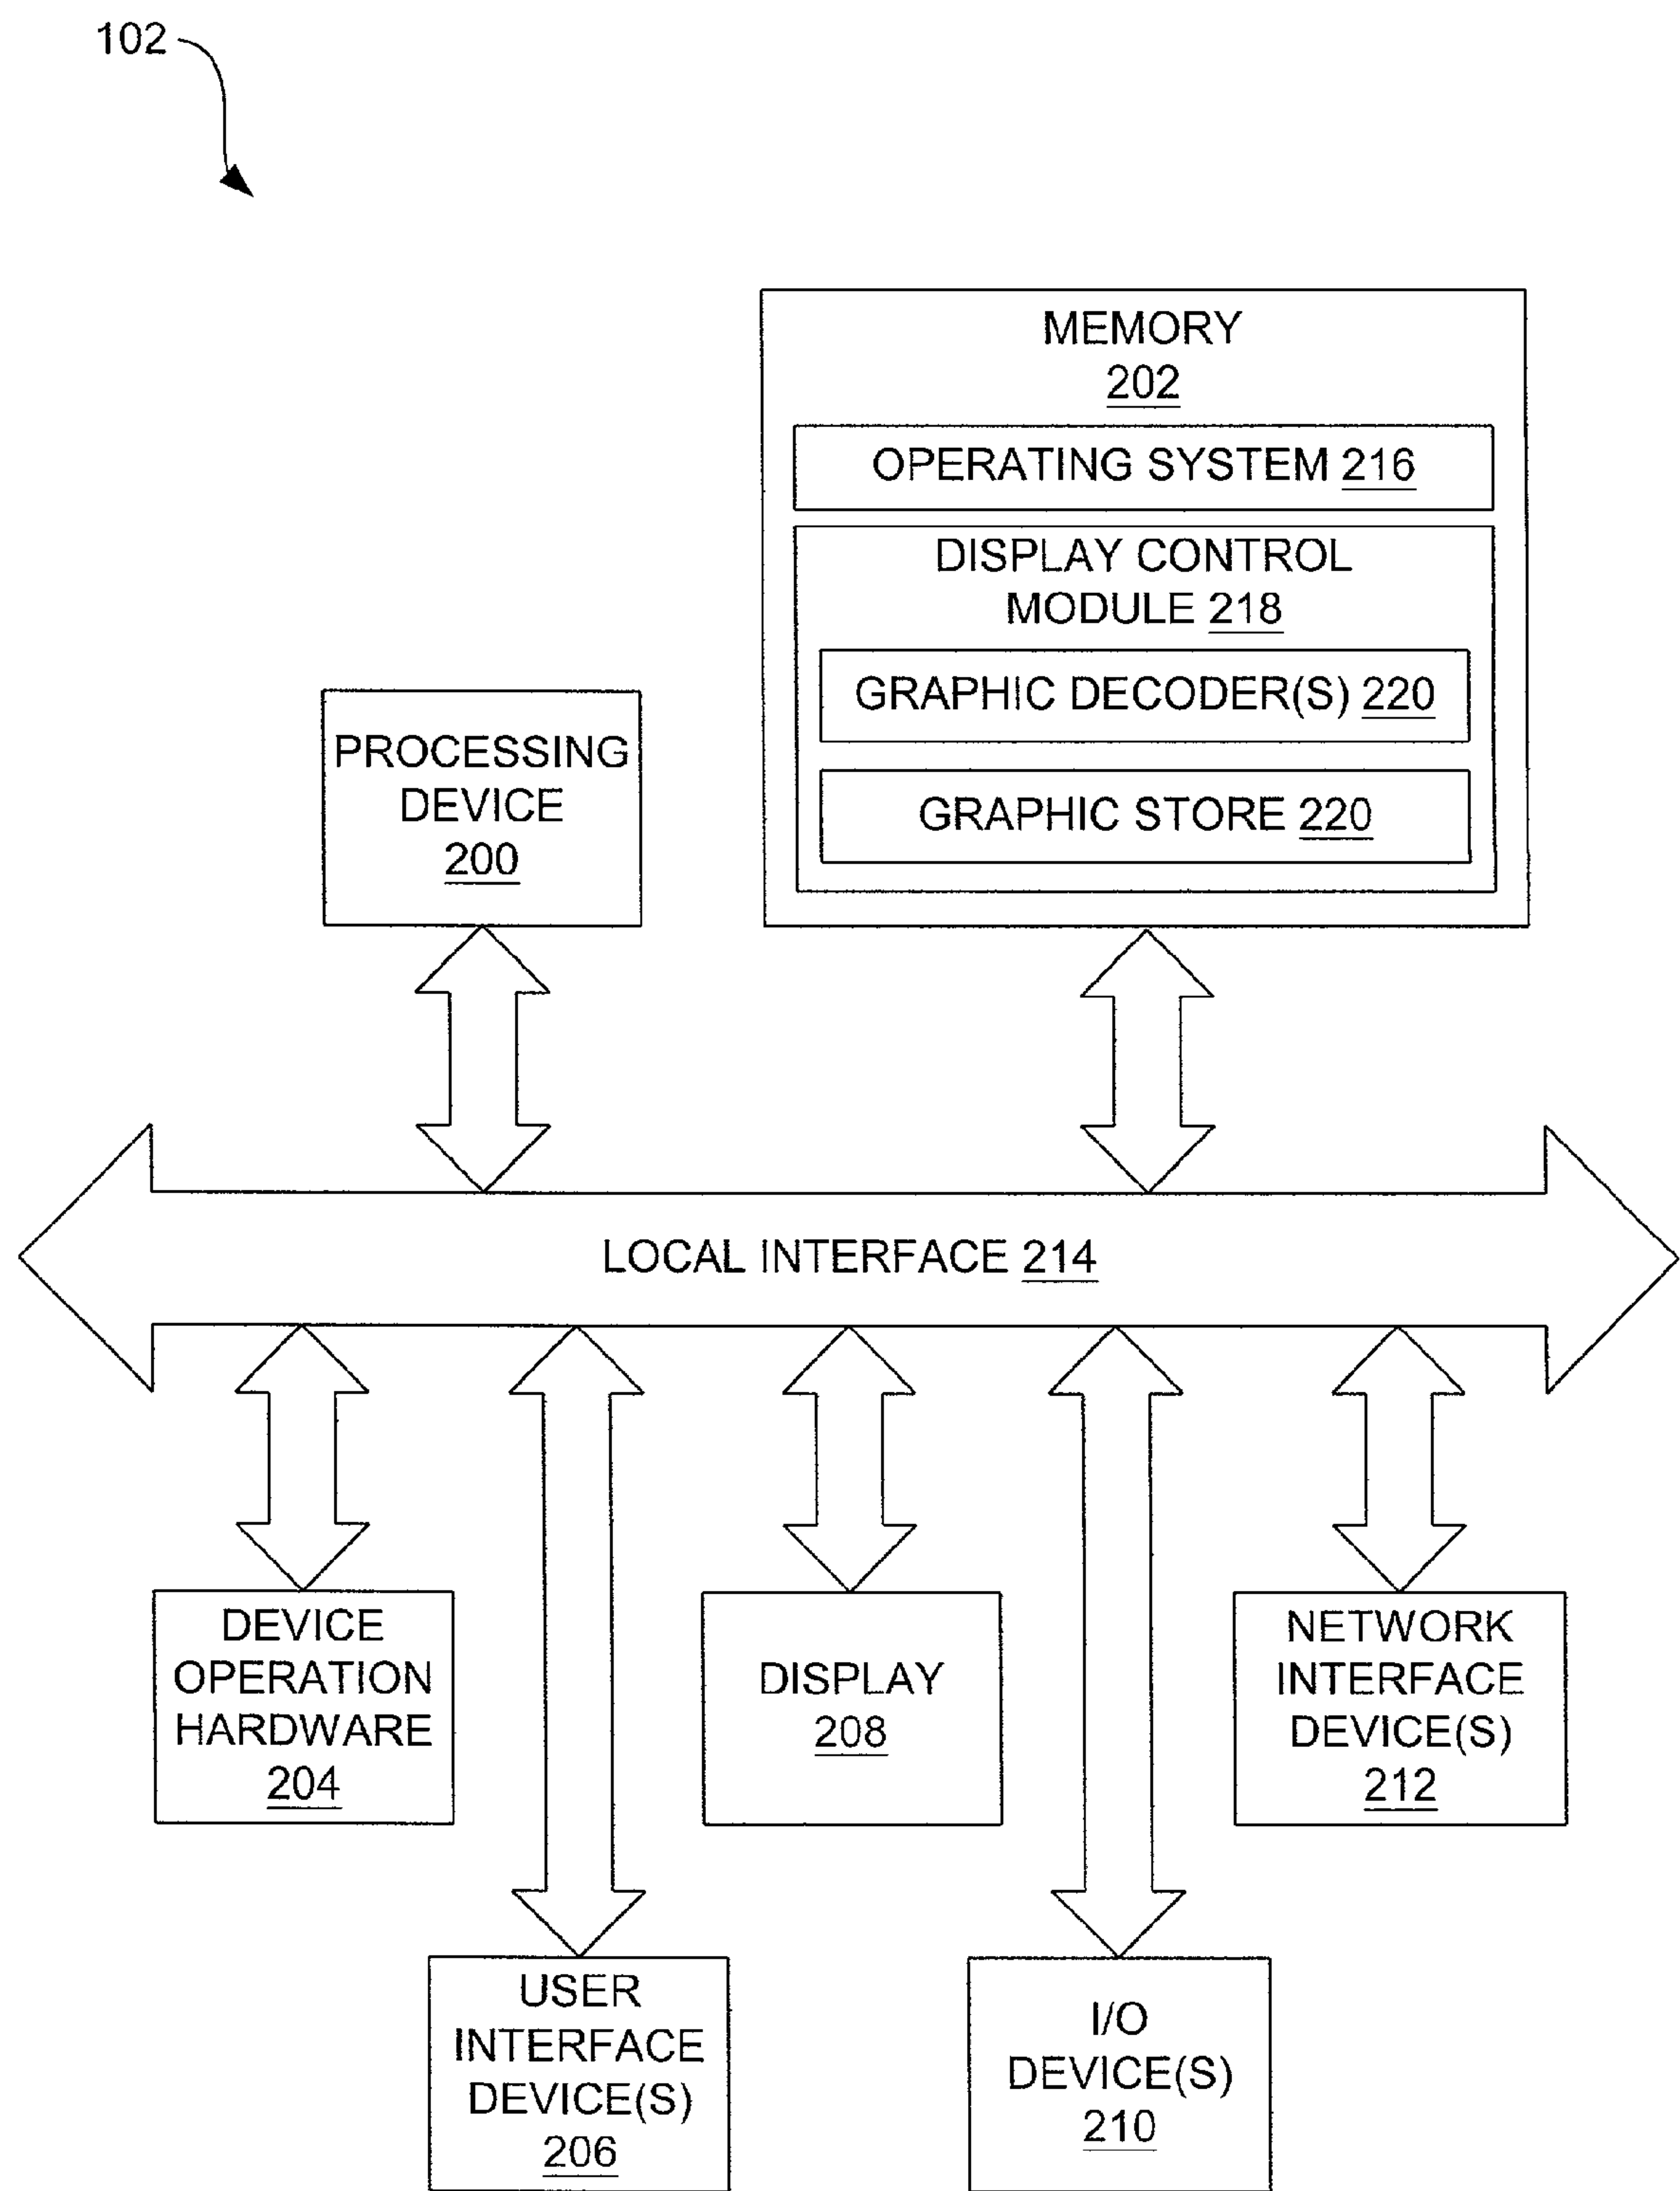 102
MEMORY
202
OPERATING SYSTEM 216
DISPLAY CONTROL
MODULE 218
GRAPHIC DECODER(S) 220
GRAPHIC STORE 220
PROCESSING
DEVICE
200
LOCAL INTERFACE 214
DEVICE
OPERATION
HARDWARE
204
DISPLAY
208
NETWORK
INTERFACE
DEVICE(S)
212
USER
INTERFACE
DEVICE(S)
206
I/O
DEVICE(S)
210